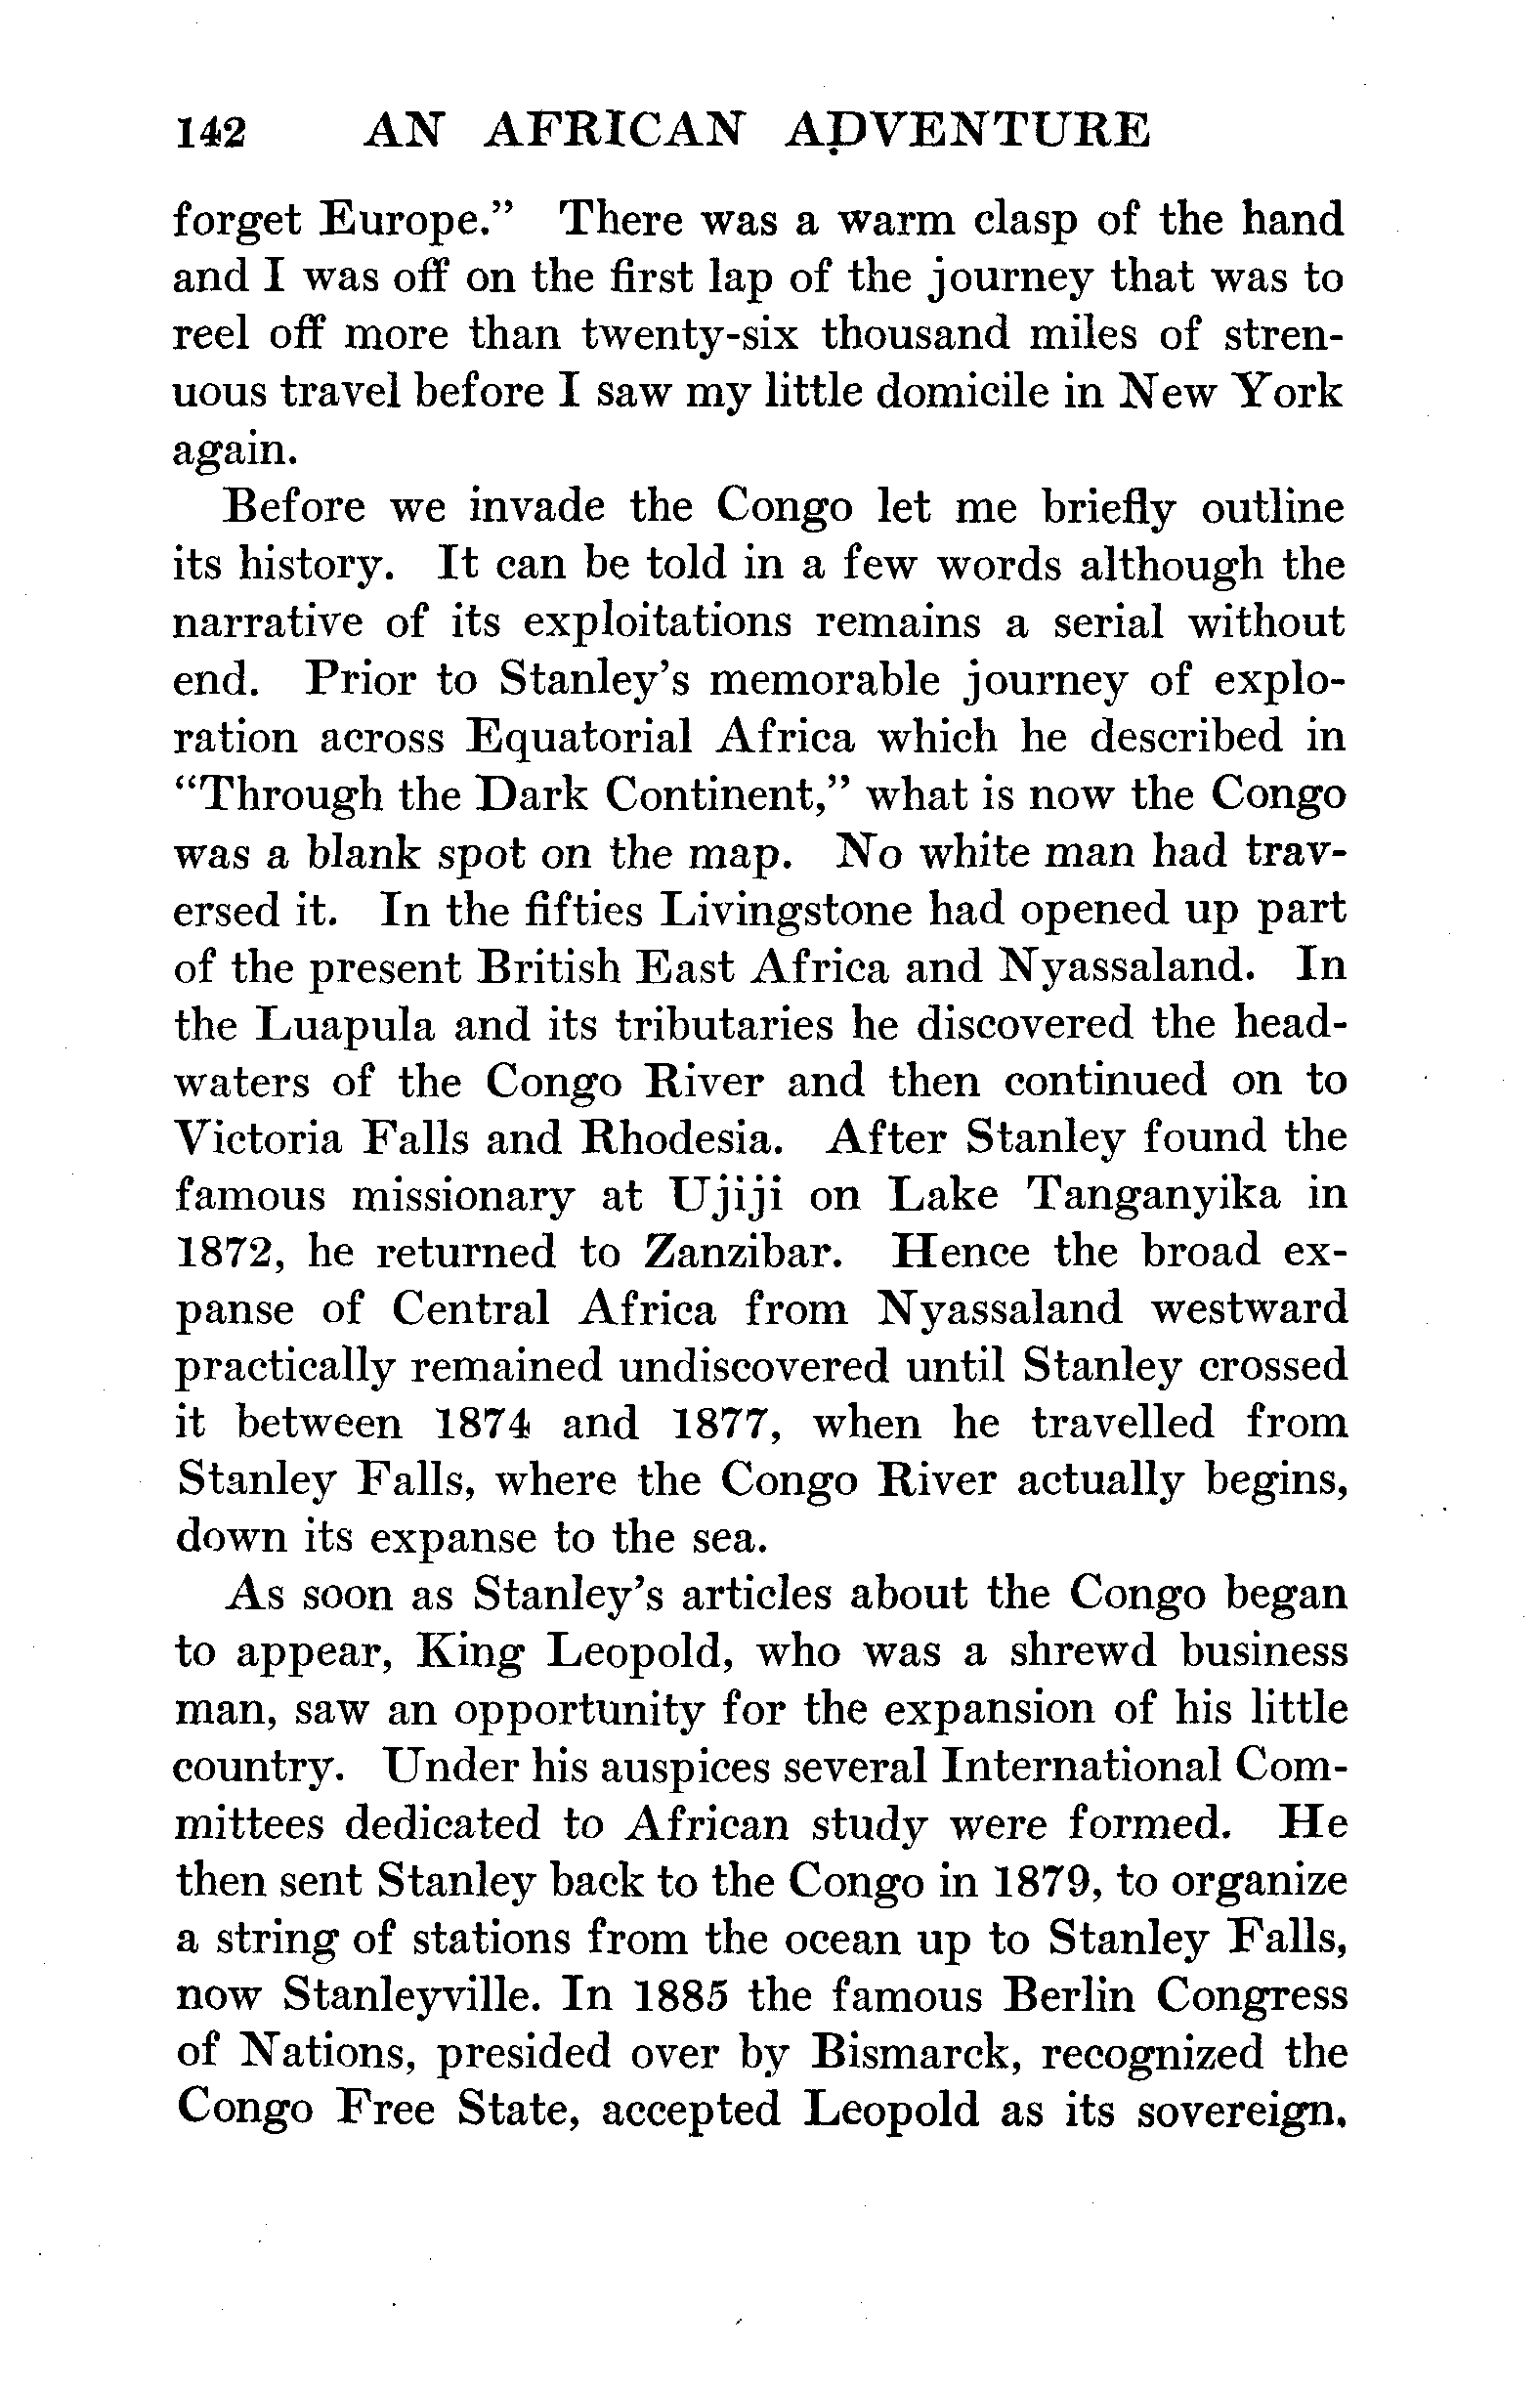 142 AN AFRICAN ADVENTURE
forget Europe." There was a warm clasp of the hand
and I was off on the first lap of the journey that was to
reel off more than twenty-six thousand miles of stren-
uous travel before I saw my little domicile in New York
again.
Before we invade the Congo let me briefly outline
its history. It can be told in a few words although the
narrative of its exploitations remains a serial without
end. Prior to Stanley's memorable journey of explo-
ration across Equatorial Africa which he described in
"Through the Dark Continent," what is now the Congo
was a blank spot on the map. No white man had trav-
ersed it. In the fifties Livingstone had opened up part
of the present British East Africa and Nyassaland. In
the Luapula and its tributaries he discovered the head-
waters of the Congo River and then continued on to
Victoria Falls and Rhodesia. After Stanley found the
famous missionary at Ujiji on Lake Tanganyika in
1872, he returned to Zanzibar. Hence the broad ex-
panse of Central Africa from Nyassaland westward
practically remained undiscovered until Stanley crossed
it between 1874 and 1877, when he travelled from
Stanley Falls, where the Congo River actually begins,
down its expanse to the sea.
As soon as Stanley's articles about the Congo began
to appear, King Leopold, who was a shrewd business
man, saw an opportunity for the expansion of his little
country. Under his auspices several International Com-
mittees dedicated to African study were formed. He
then sent Stanley back to the Congo in 1879, to organize
a string of stations from the ocean up to Stanley Falls,
now Stanleyville. In 1885 the famous Berlin Congress
of Nations, presided over by Bismarck, recognized the
Congo Free State, accepted Leopold as its sovereign,